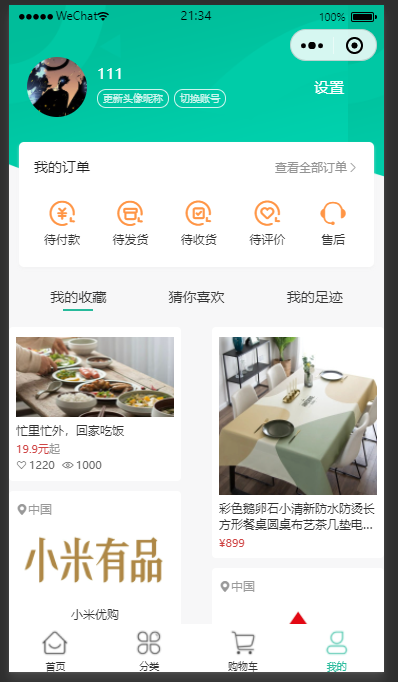 WeChat 21:34 100%
111
更新头像昵称 切换账号 设置
我的订单 查看全部订单
待付款 待发货 待收货 待评价 售后
我的收藏 猜你喜欢 我的足迹
忙里忙外，回家吃饭
19.9元起
1220 1000
中国
小米有品
小米优购
彩色鹅卵石小清新防水防烫长
方形餐桌圆桌布艺茶几垫电...
¥899
中国
首页 分类 购物车 我的